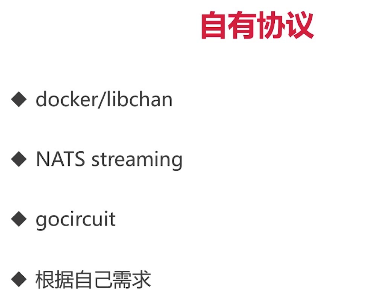 自有协议
◆ docker/libchan
◆ NATS streaming
◆ gocircuit
◆ 根据自己需求